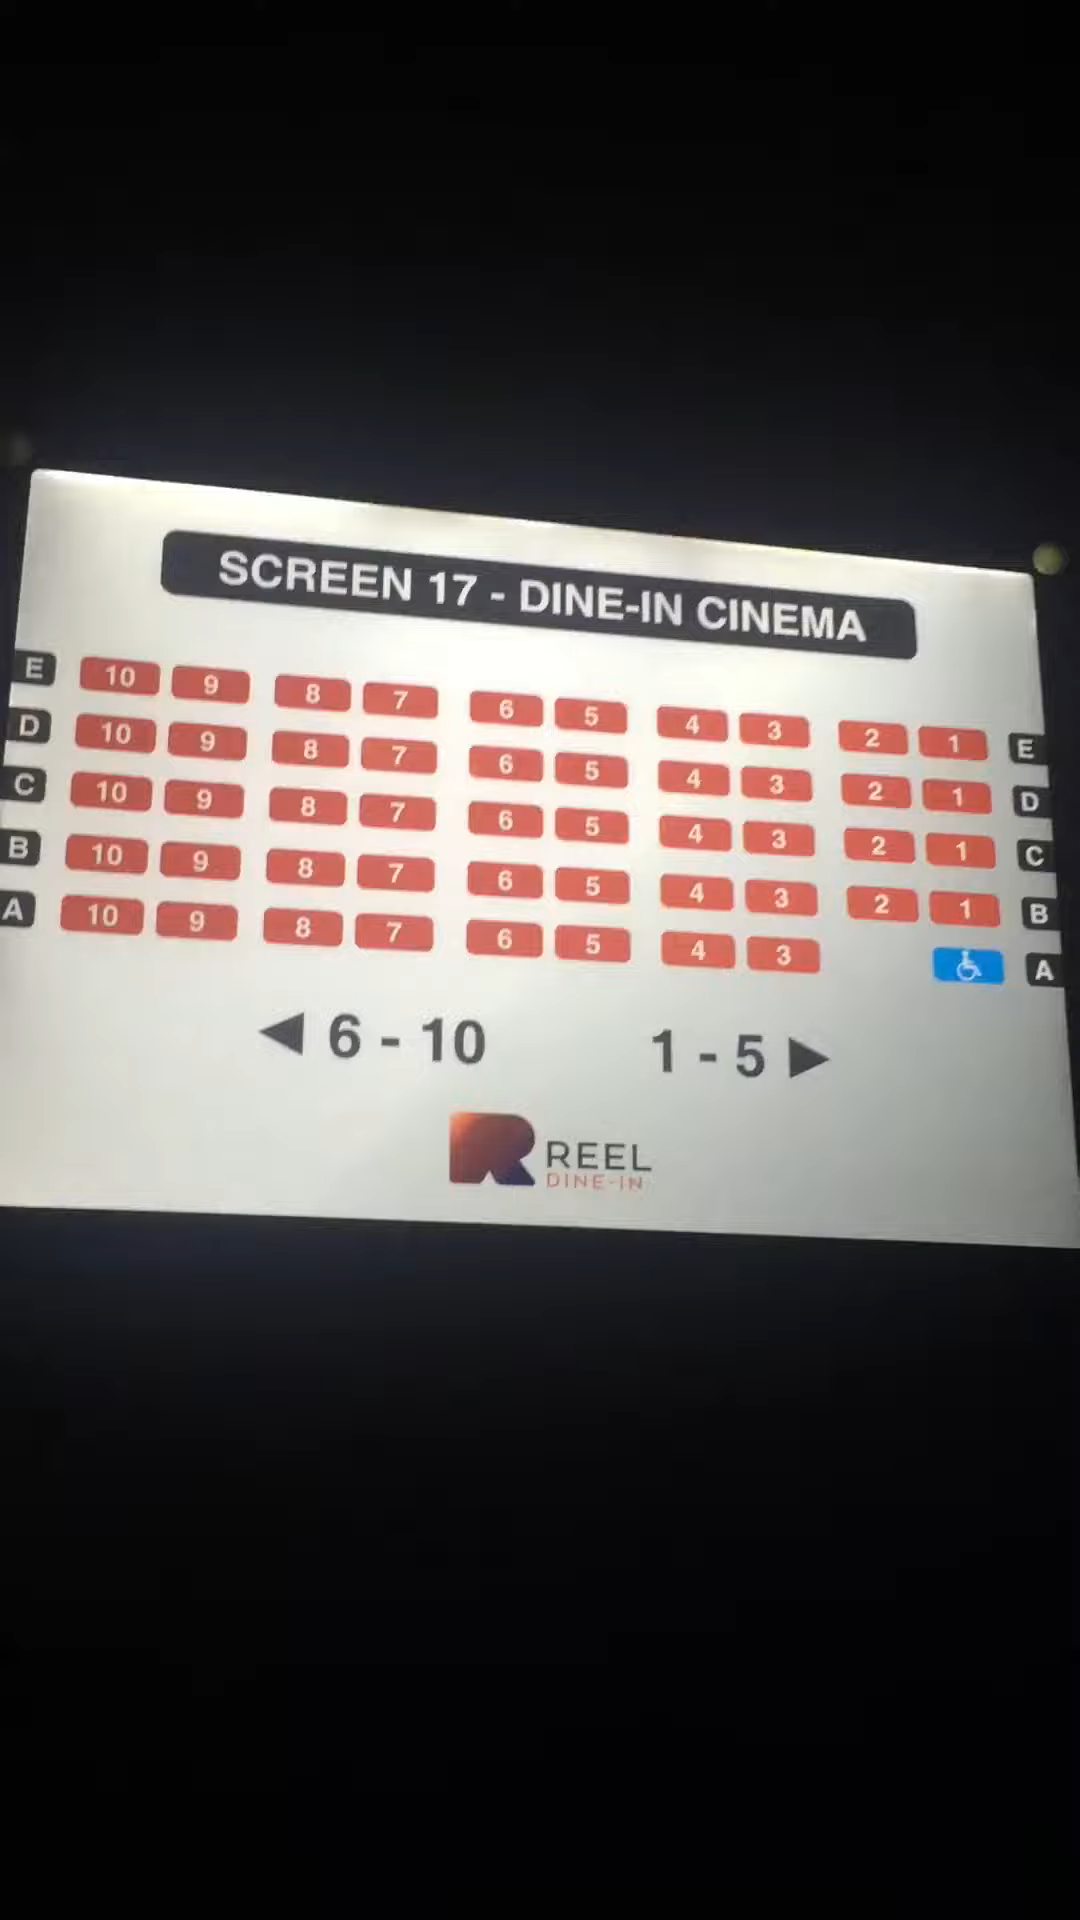 SCREEN 17 - DINE-IN CINEMA
E 10 9 8 7 6 5 4 3 2 1 E
D 10 9 8 7 6 5 4 3 2 1 D
C 10 9 8 7 6 5 4 3 2 1 C
B 10 9 8 7 6 5 4 3 2 1 B
A 10 9 8 7 6 5 4 3 A
◀ 6 - 10 1 - 5 ▶
REEL
DINE-IN